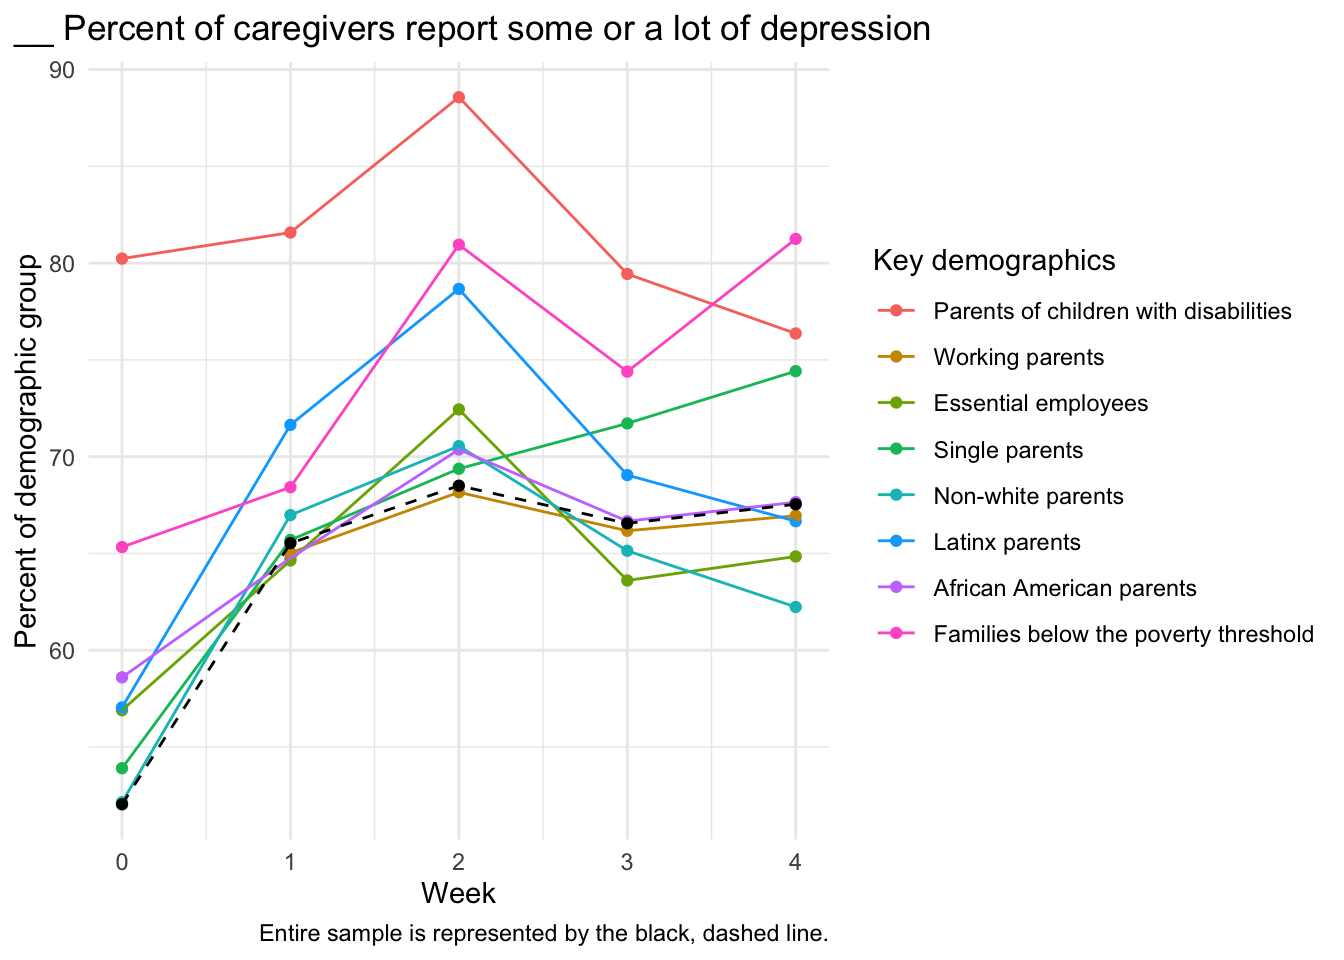 __ Percent of caregivers report some or a lot of depression
90
80
70
60
Percent of demographic group
0 1 2 3 4
Week
Entire sample is represented by the black, dashed line.
Key demographics
Parents of children with disabilities
Working parents
Essential employees
Single parents
Non-white parents
Latinx parents
African American parents
Families below the poverty threshold